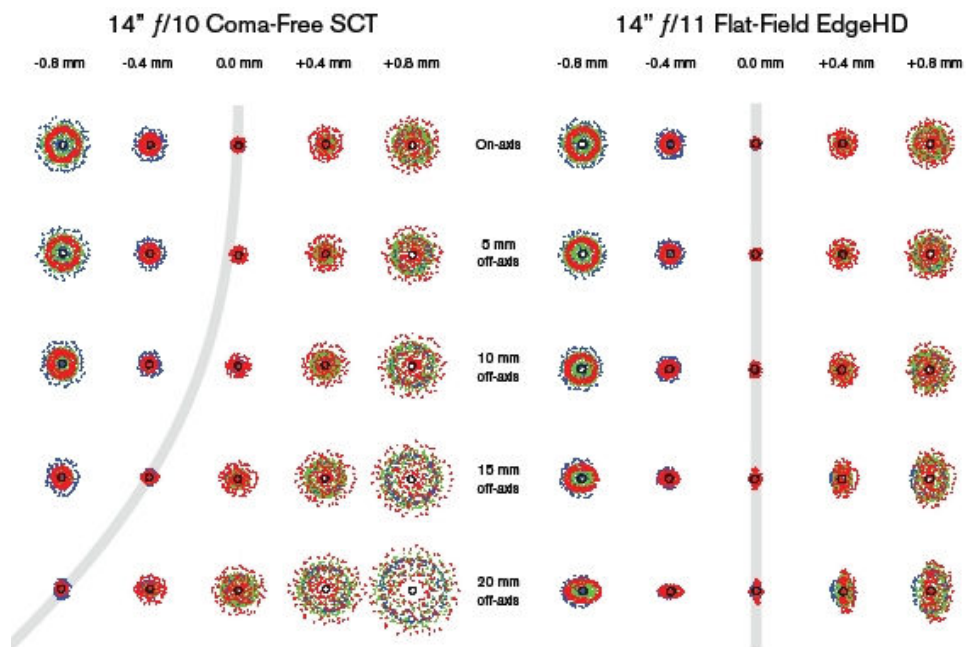 14” f/10 Coma-Free SCT
14” f/11 Flat-Field EdgeHD
-0.8 mm -0.4 mm 0.0 mm +0.4 mm +0.8 mm
-0.8 mm -0.4 mm 0.0 mm +0.4 mm +0.8 mm
On-axis
5 mm
off-axis
10 mm
off-axis
15 mm
off-axis
20 mm
off-axis